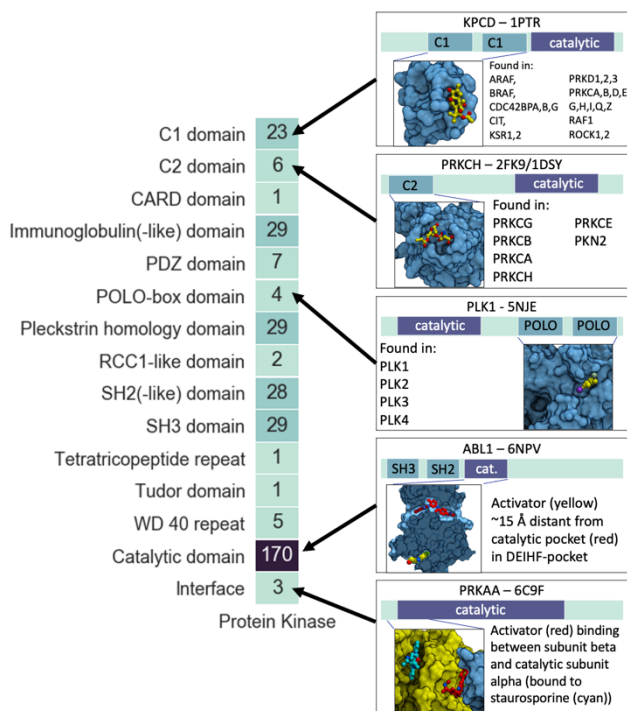 C1 domain 23
C2 domain 6
CARD domain 1
Immunoglobulin(-like) domain 29
PDZ domain 7
POLO-box domain 4
Pleckstrin homology domain 29
RCC1-like domain 2
SH2(-like) domain 28
SH3 domain 29
Tetratricopeptide repeat 1
Tudor domain 1
WD 40 repeat 5
Catalytic domain 170
Interface 3
Protein Kinase
KPCD – 1PTR
C1 C1 catalytic
Found in:
ARAF, PRKD1,2,3
BRAF, PRKCA,B,D,E
CDC42BPA,B,G G,H,I,Q,Z
CIT, RAF1
KSR1,2 ROCK1,2
PRKCH – 2FK9/1DSY
C2 catalytic
Found in:
PRKCG PRKCE
PRKCB PKN2
PRKCA
PRKCH
PLK1 - 5NJE
catalytic POLO POLO
Found in:
PLK1
PLK2
PLK3
PLK4
ABL1 – 6NPV
SH3 SH2 cat.
Activator (yellow)
~15 Å distant from
catalytic pocket (red)
in DEIHF-pocket
PRKAA – 6C9F
catalytic
Activator (red) binding
between subunit beta
and catalytic subunit
alpha (bound to
staurosporine (cyan))